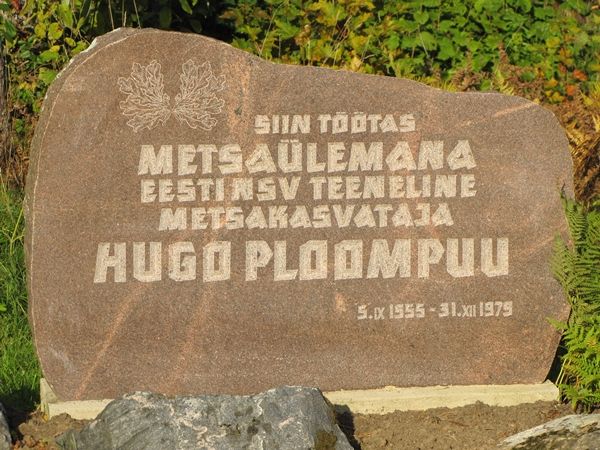 SIIN TÖÖTAS
METSAÜLEMANA
EESTI NSV TEENELINE
METSAKASVATAJA
HUGO PLOOMPUU
5.IX 1955 - 31.XII 1979